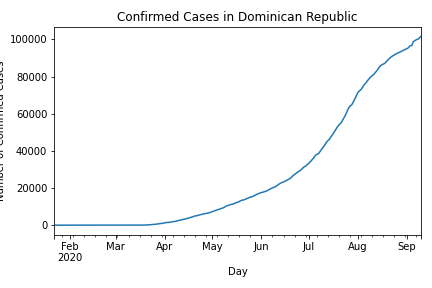 Confirmed Cases in Dominican Republic
100000
80000
60000
40000
20000
0
Number of Confirmed Cases
Feb Mar Apr May Jun Jul Aug Sep
2020
Day